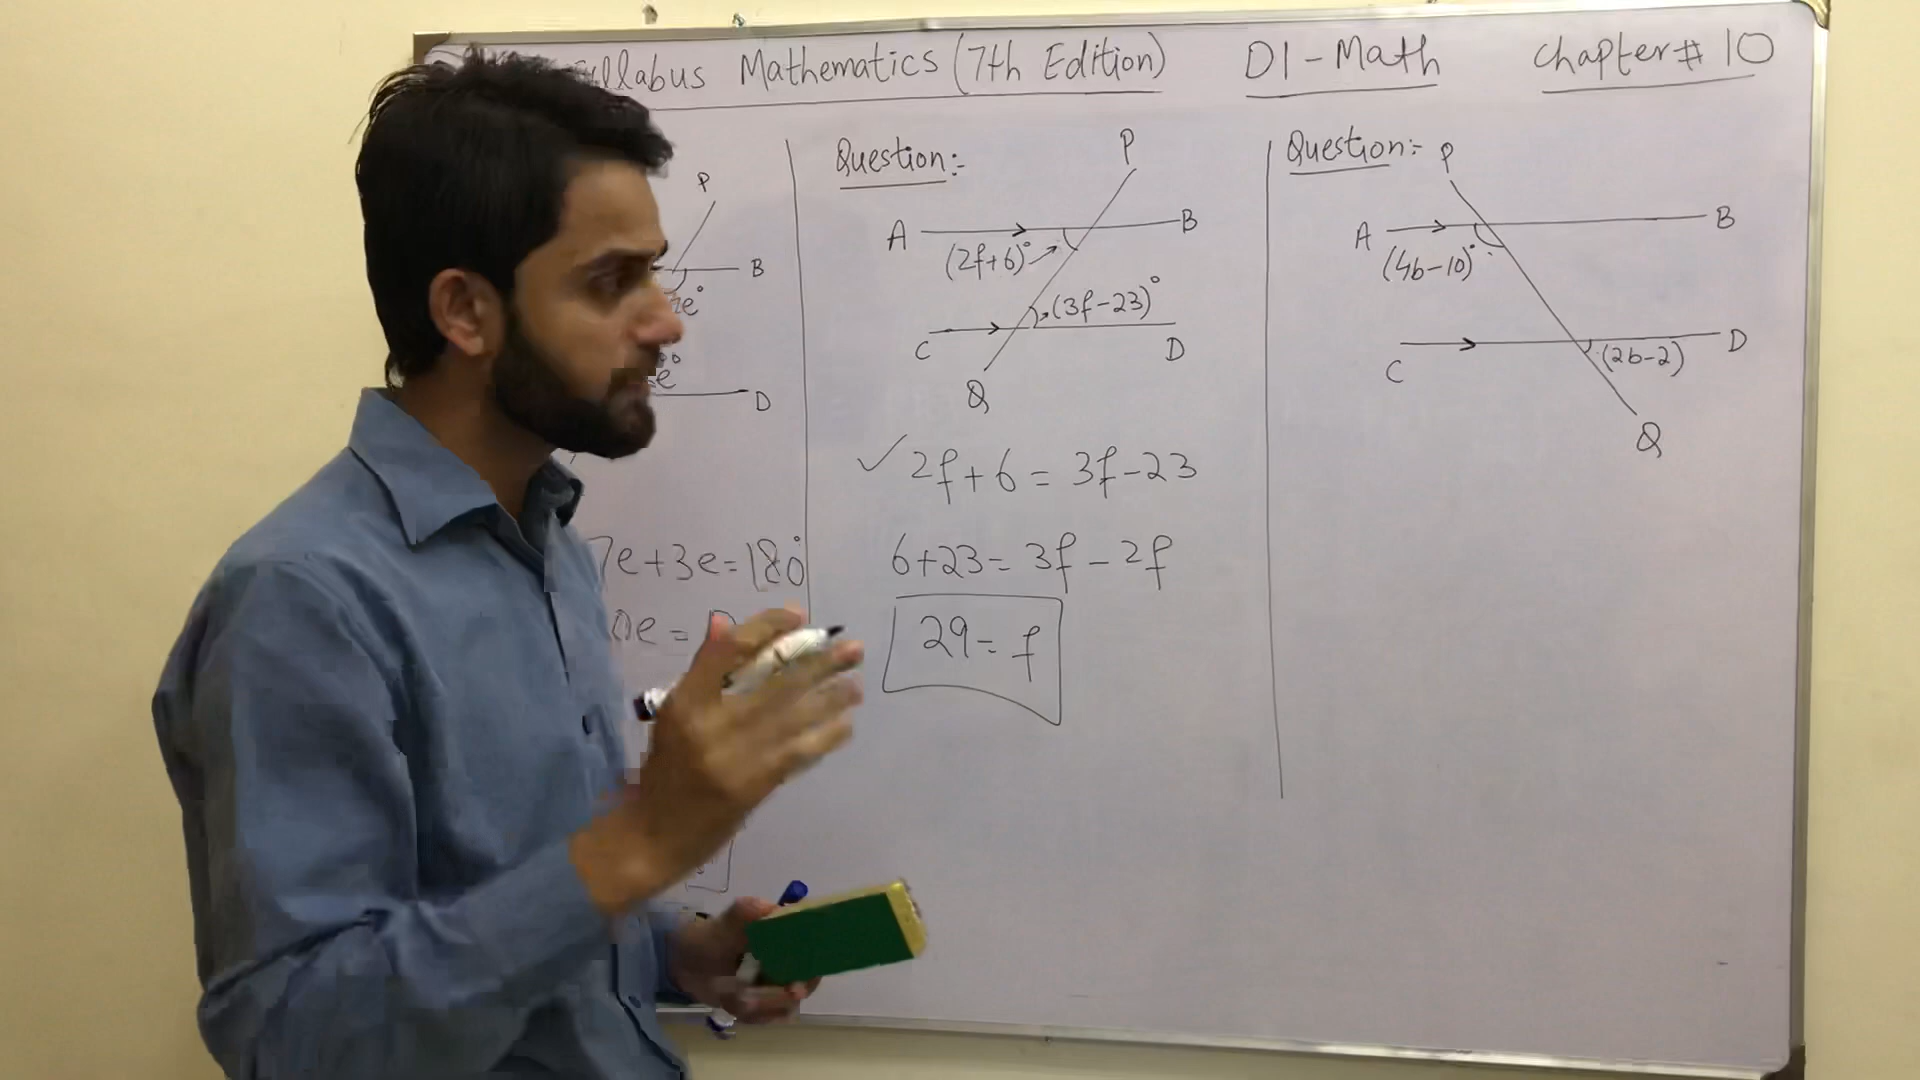 Mathematics (7th Edition) D1-Math Chapter# 10
P
B
D
7e+3e=180°
Question:-
P
A
B
(2f+6)°
(3f-23)°
C
D
Q
✓ 2f+6 = 3f-23
6+23= 3f-2f
29= f
Question:-
P
A
B
(4b-10)°
C
D
(2b-2)
Q